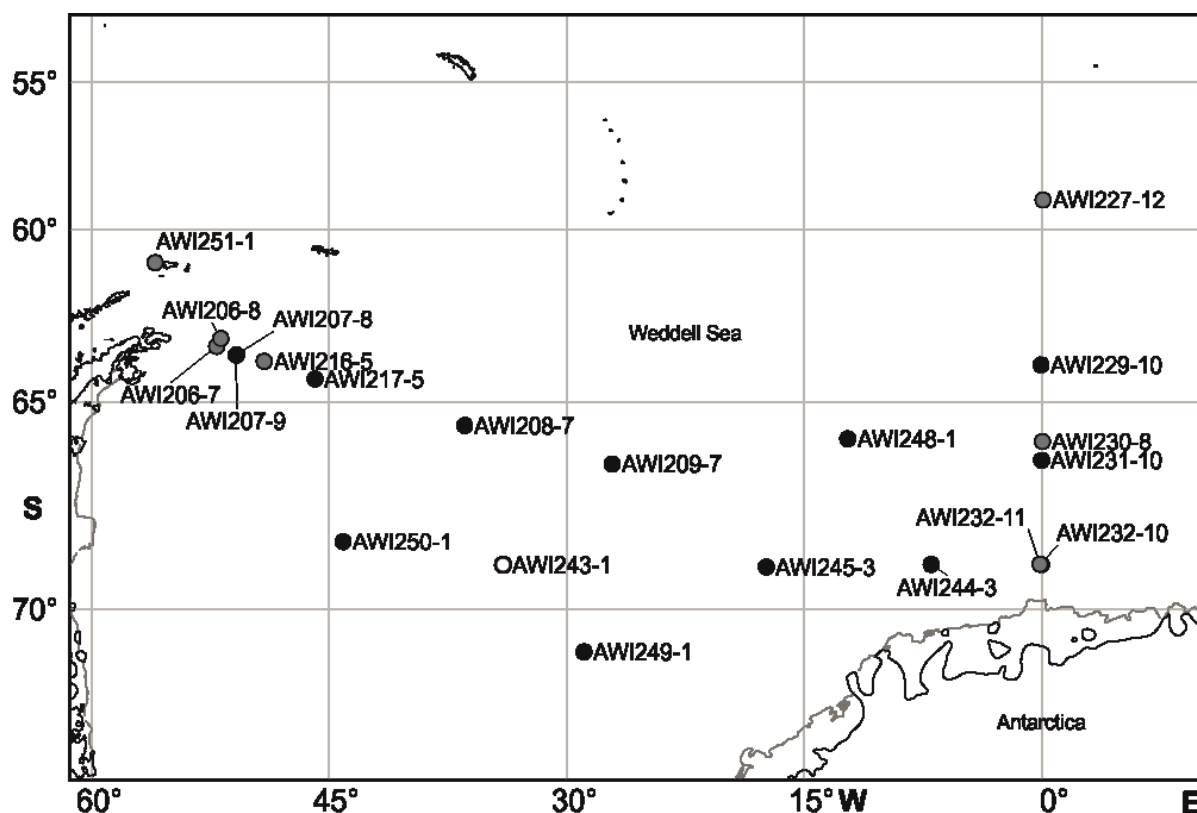 55°
AWI227-12
60°
AWI251-1
AWI206-8
AWI207-8
Weddell Sea
AWI216-5
AWI229-10
AWI217-5
AWI206-7
65°
AWI207-9
AWI208-7
AWI248-1
AWI230-8
AWI209-7
AWI231-10
S
AWI232-11
AWI232-10
AWI250-1
AWI243-1
AWI245-3
AWI244-3
70°
AWI249-1
Antarctica
60°
45°
30°
15° W
0°
E